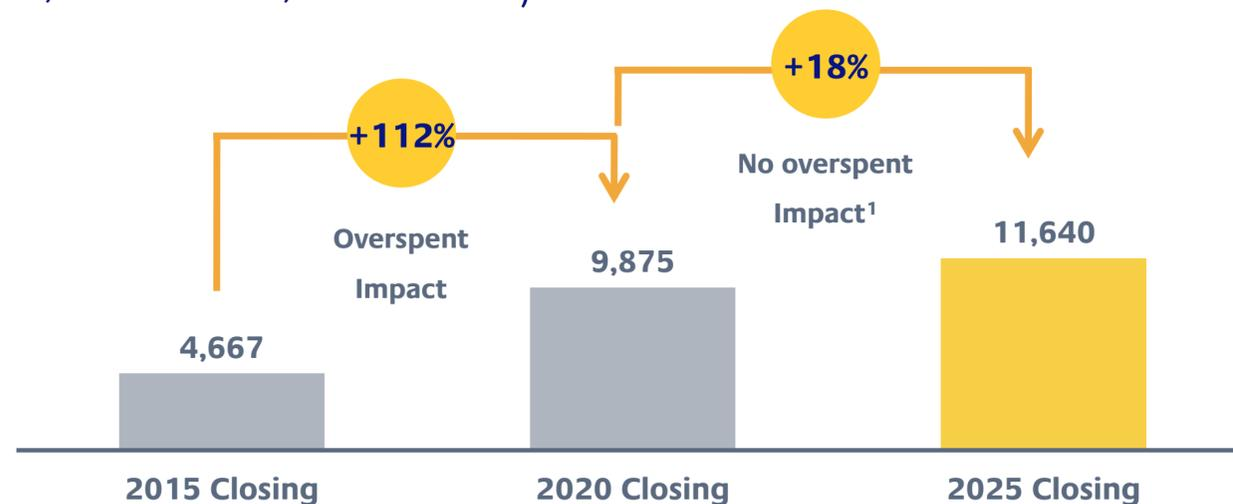 +18%
+112%
No overspent
Impact¹
Overspent
Impact
11,640
9,875
4,667
2015 Closing
2020 Closing
2025 Closing